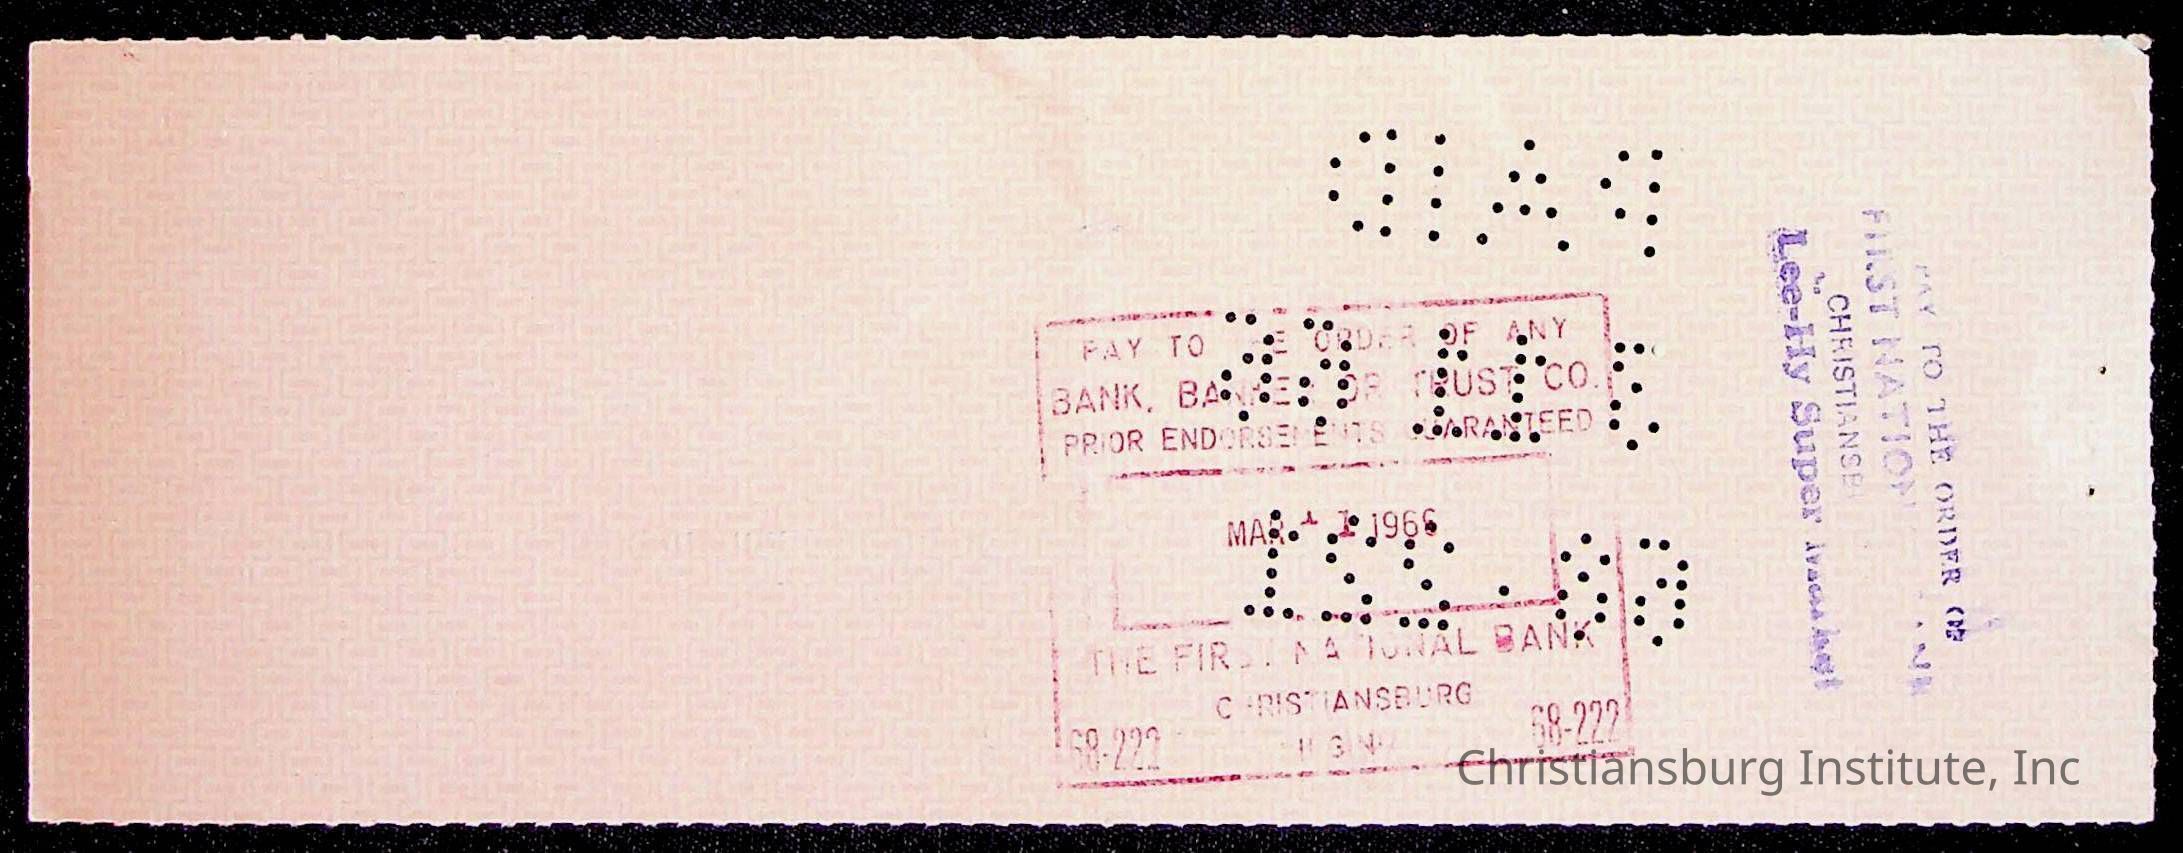 PAID
PAY TO THE ORDER OF ANY
BANK, BANKER OR TRUST CO.
PRIOR ENDORSEMENTS GUARANTEED
MAR 1 1966
THE FIRST NATIONAL BANK
CHRISTIANSBURG
68-222 68-222
PAY TO THE ORDER OF
FIRST NATION
CHRISTIANSB
Lee-Hy Super
Christiansburg Institute, Inc